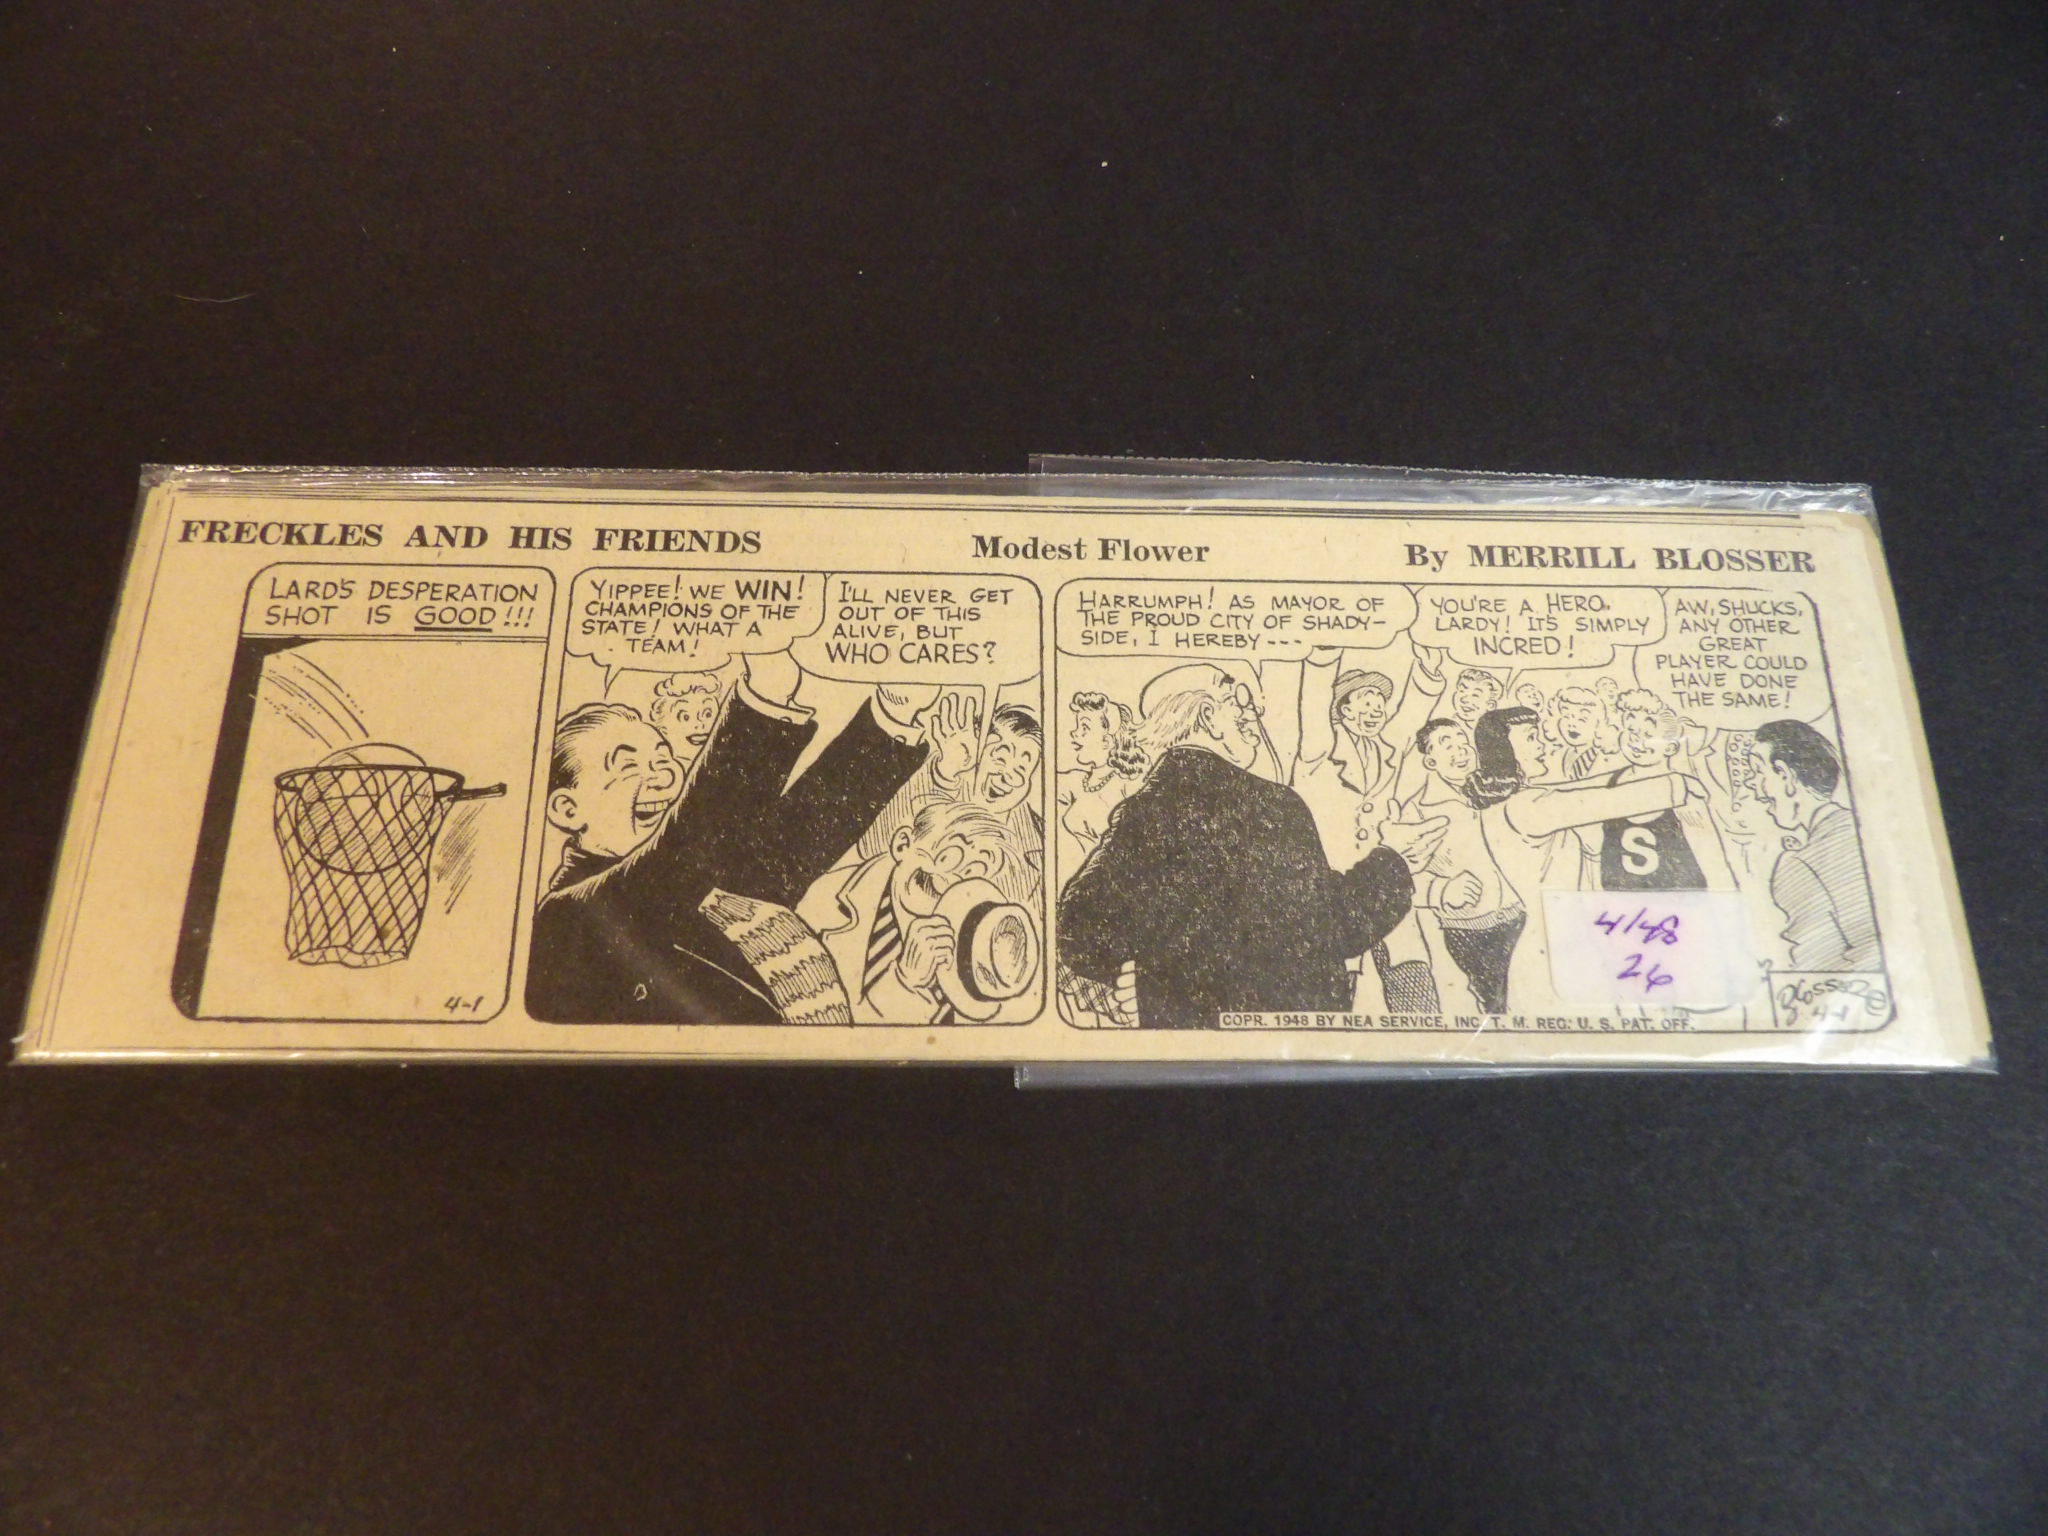 FRECKLES AND HIS FRIENDS
Modest Flower
By MERRILL BLOSSER
LARD'S DESPERATION
SHOT IS GOOD!!!
4-1
YIPPEE! WE WIN!
CHAMPIONS OF THE
STATE! WHAT A
TEAM!
I'LL NEVER GET
OUT OF THIS
ALIVE, BUT
WHO CARES?
HARRUMPH! AS MAYOR OF
THE PROUD CITY OF SHADY-
SIDE, I HEREBY---
YOU'RE A HERO,
LARDY! IT'S SIMPLY
INCRED!
AW, SHUCKS,
ANY OTHER
GREAT
PLAYER COULD
HAVE DONE
THE SAME!
S
4/48
26
BLOSSER
4-1
COPR. 1948 BY NEA SERVICE, INC. T. M. REG. U. S. PAT. OFF.